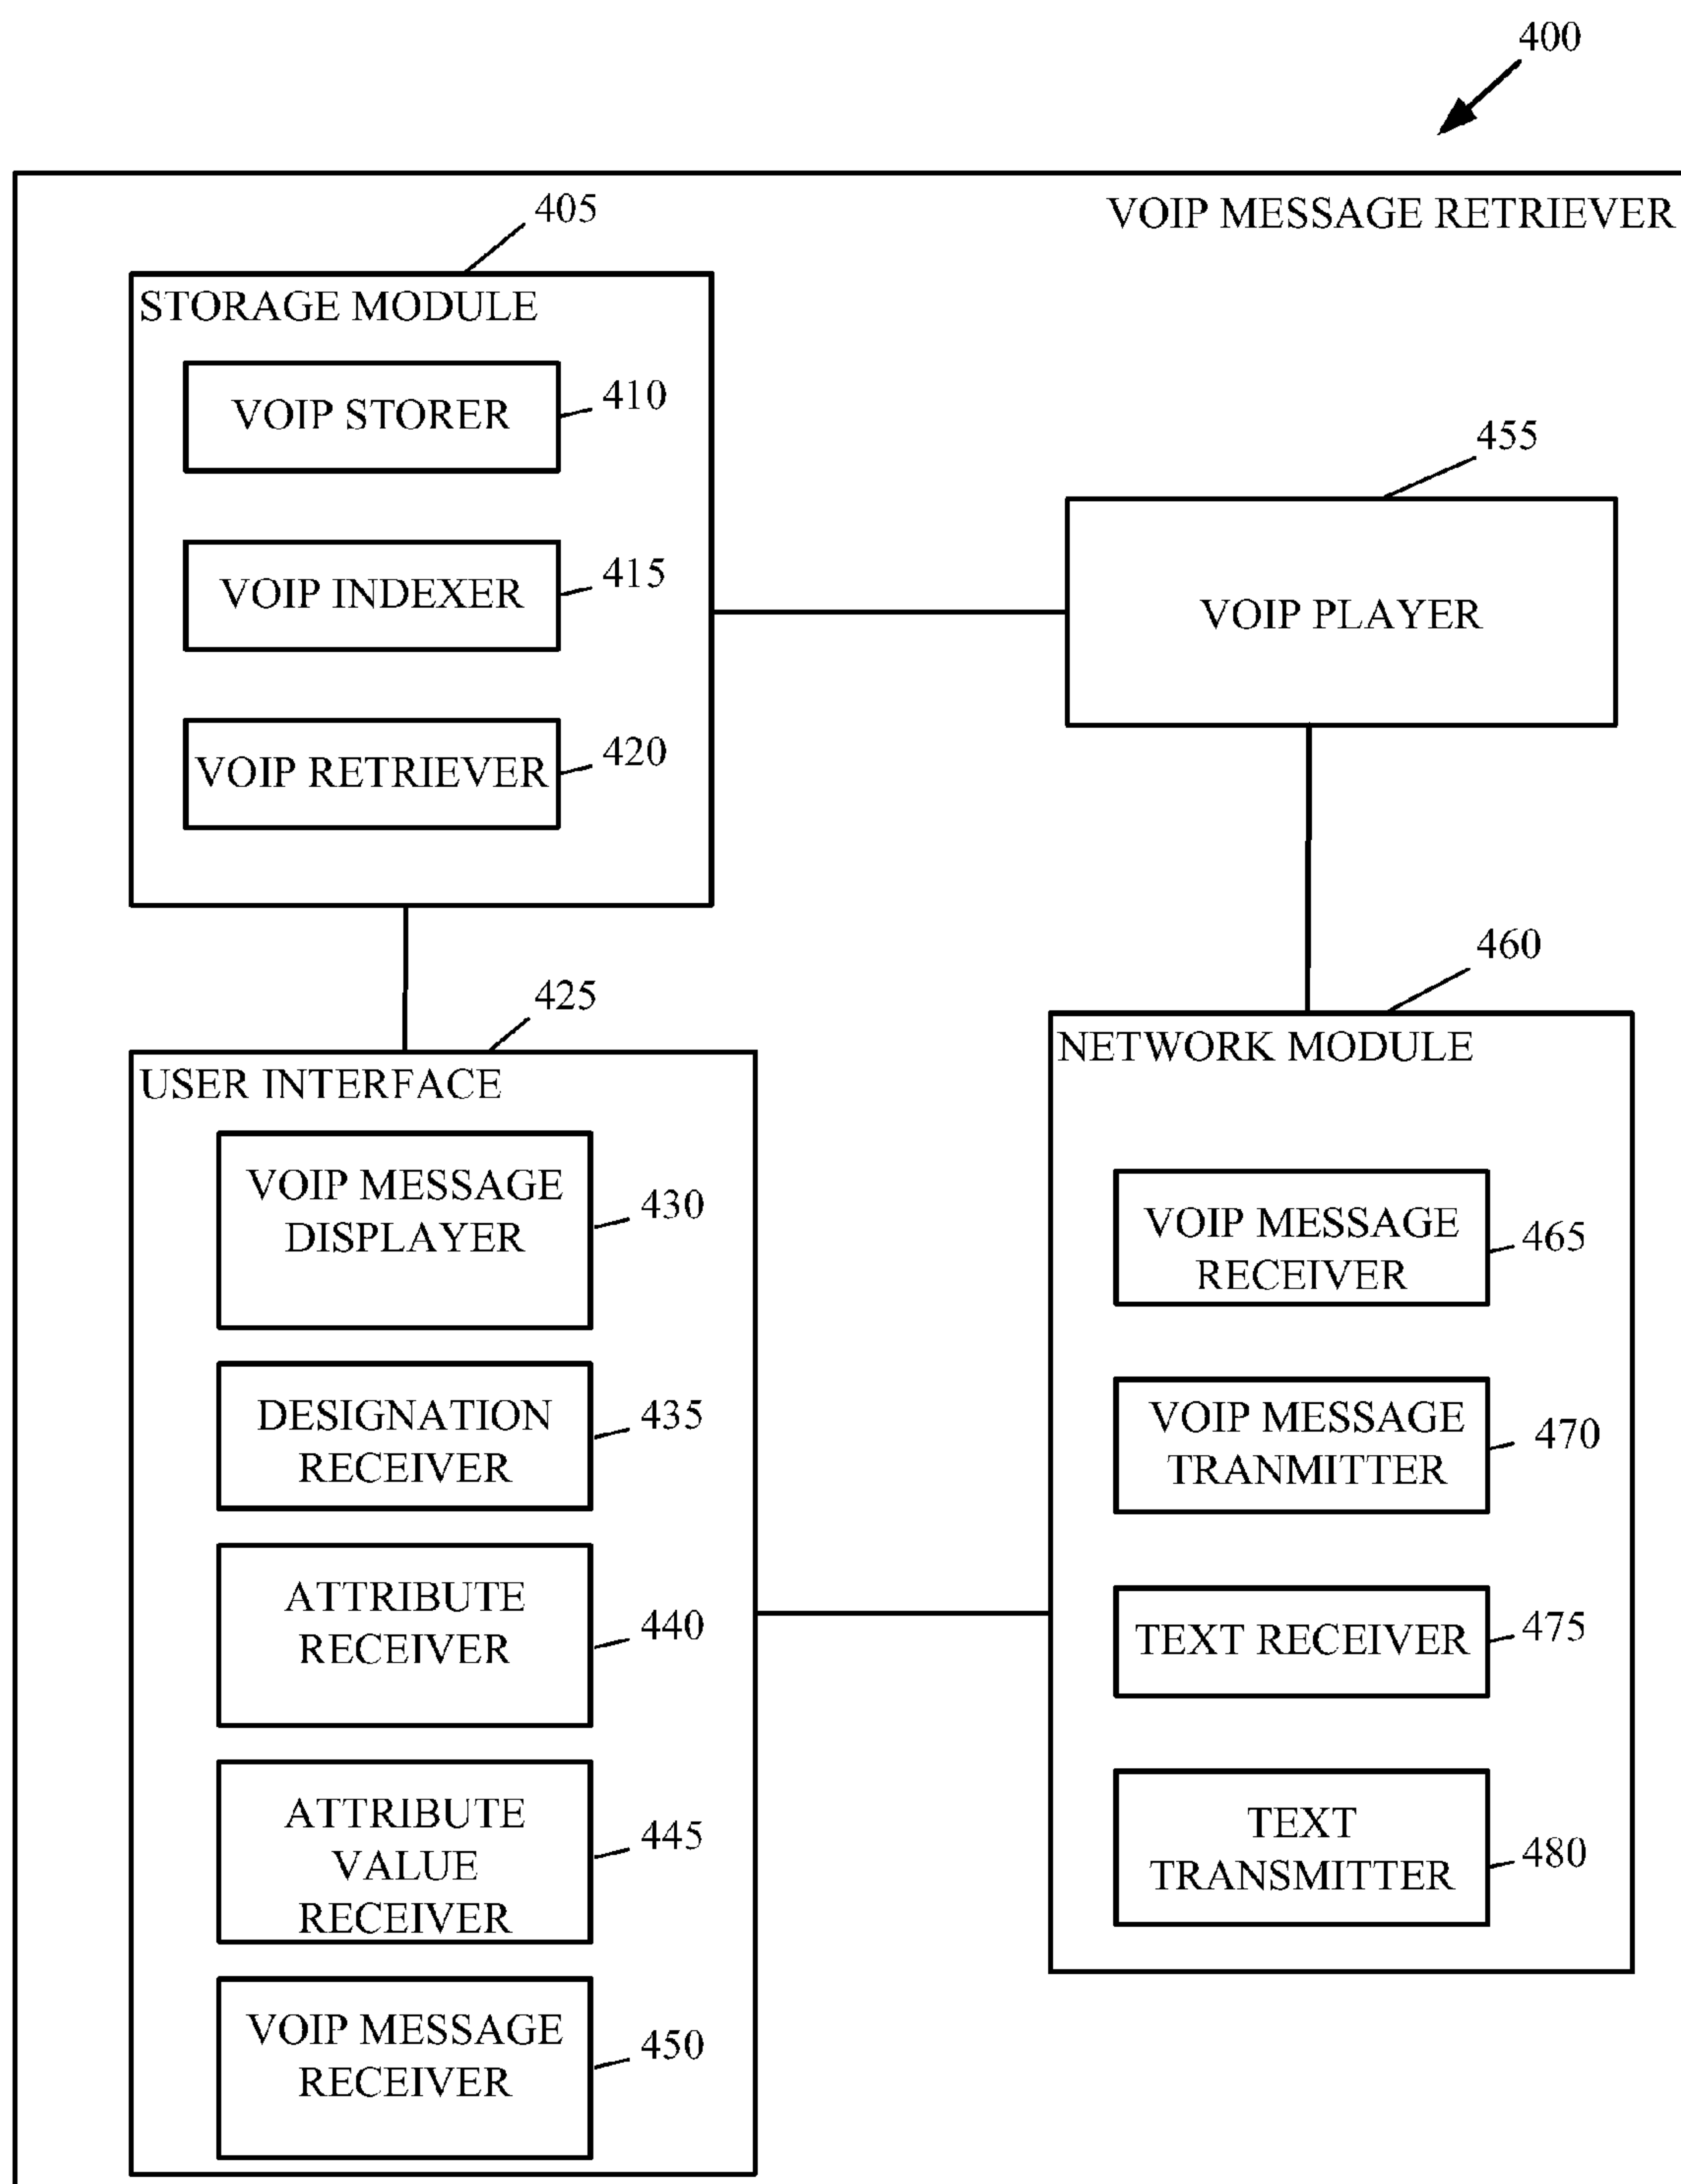 400
VOIP MESSAGE RETRIEVER
405
STORAGE MODULE
VOIP STORER
410
VOIP INDEXER
415
VOIP RETRIEVER
420
455
VOIP PLAYER
425
USER INTERFACE
VOIP MESSAGE
DISPLAYER
430
DESIGNATION
RECEIVER
435
ATTRIBUTE
RECEIVER
440
ATTRIBUTE
VALUE
RECEIVER
445
VOIP MESSAGE
RECEIVER
450
460
NETWORK MODULE
VOIP MESSAGE
RECEIVER
465
VOIP MESSAGE
TRANMITTER
470
TEXT RECEIVER
475
TEXT
TRANSMITTER
480